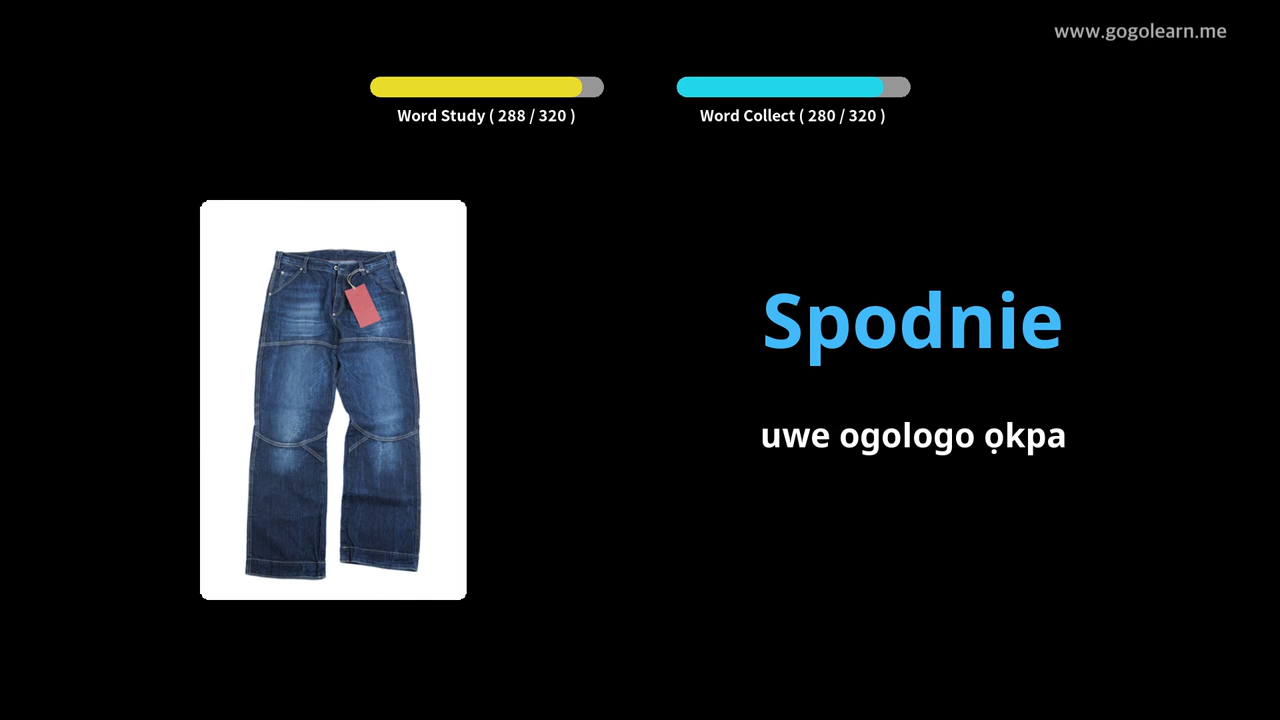 www.gogolearn.me
Word Study ( 288 / 320 )
Word Collect ( 280 / 320 )
Spodnie
uwe ogologo ọkpa